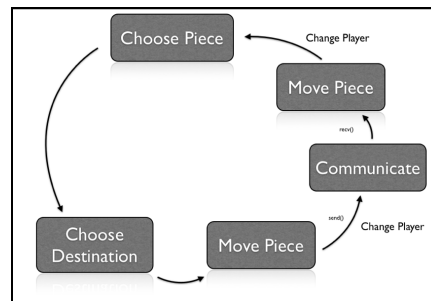 Choose Piece
Change Player
Move Piece
recv()
Communicate
send()
Change Player
Choose
Destination
Move Piece